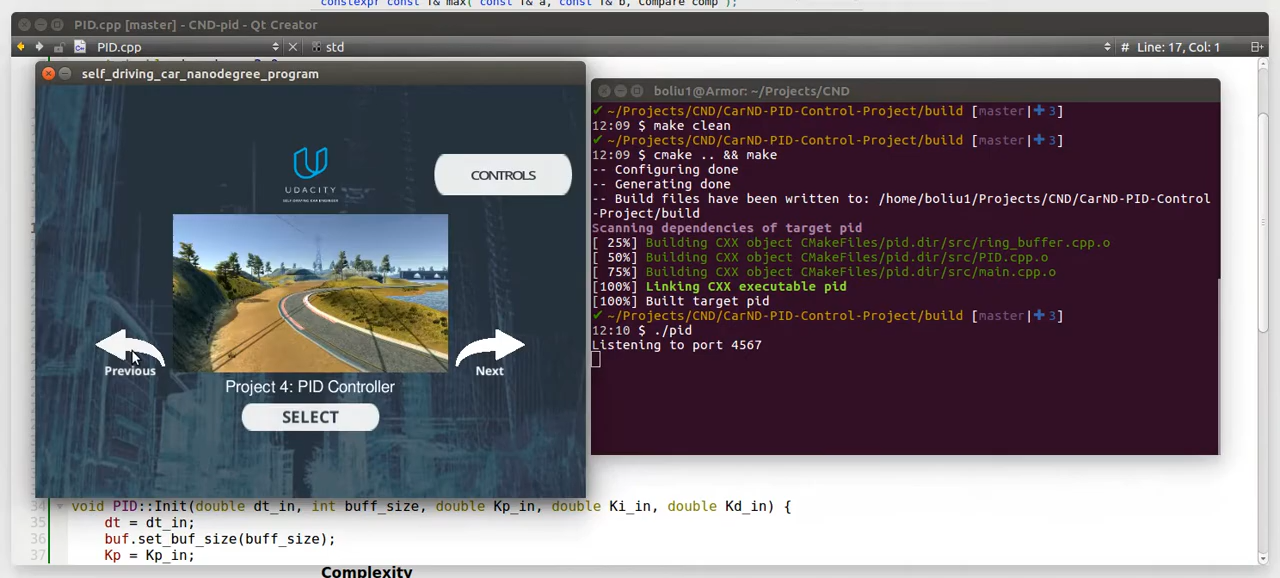 constexpr const T& max( const T& a, const T& b, Compare comp );
PID.cpp [master] - CND-pid - Qt Creator
PID.cpp
std
# Line: 17, Col: 1
self_driving_car_nanodegree_program
UDACITY
CONTROLS
Previous
Next
Project 4: PID Controller
SELECT
boliu1@Armor: ~/Projects/CND
✔ ~/Projects/CND/CarND-PID-Control-Project/build [master|✚ 3]
12:09 $ make clean
✔ ~/Projects/CND/CarND-PID-Control-Project/build [master|✚ 3]
12:09 $ cmake .. && make
-- Configuring done
-- Generating done
-- Build files have been written to: /home/boliu1/Projects/CND/CarND-PID-Control
-Project/build
Scanning dependencies of target pid
[ 25%] Building CXX object CMakeFiles/pid.dir/src/ring_buffer.cpp.o
[ 50%] Building CXX object CMakeFiles/pid.dir/src/PID.cpp.o
[ 75%] Building CXX object CMakeFiles/pid.dir/src/main.cpp.o
[100%] Linking CXX executable pid
[100%] Built target pid
✔ ~/Projects/CND/CarND-PID-Control-Project/build [master|✚ 3]
12:10 $ ./pid
Listening to port 4567
34 void PID::Init(double dt_in, int buff_size, double Kp_in, double Ki_in, double Kd_in) {
35 dt = dt_in;
36 buf.set_buf_size(buff_size);
37 Kp = Kp_in;
Complexity